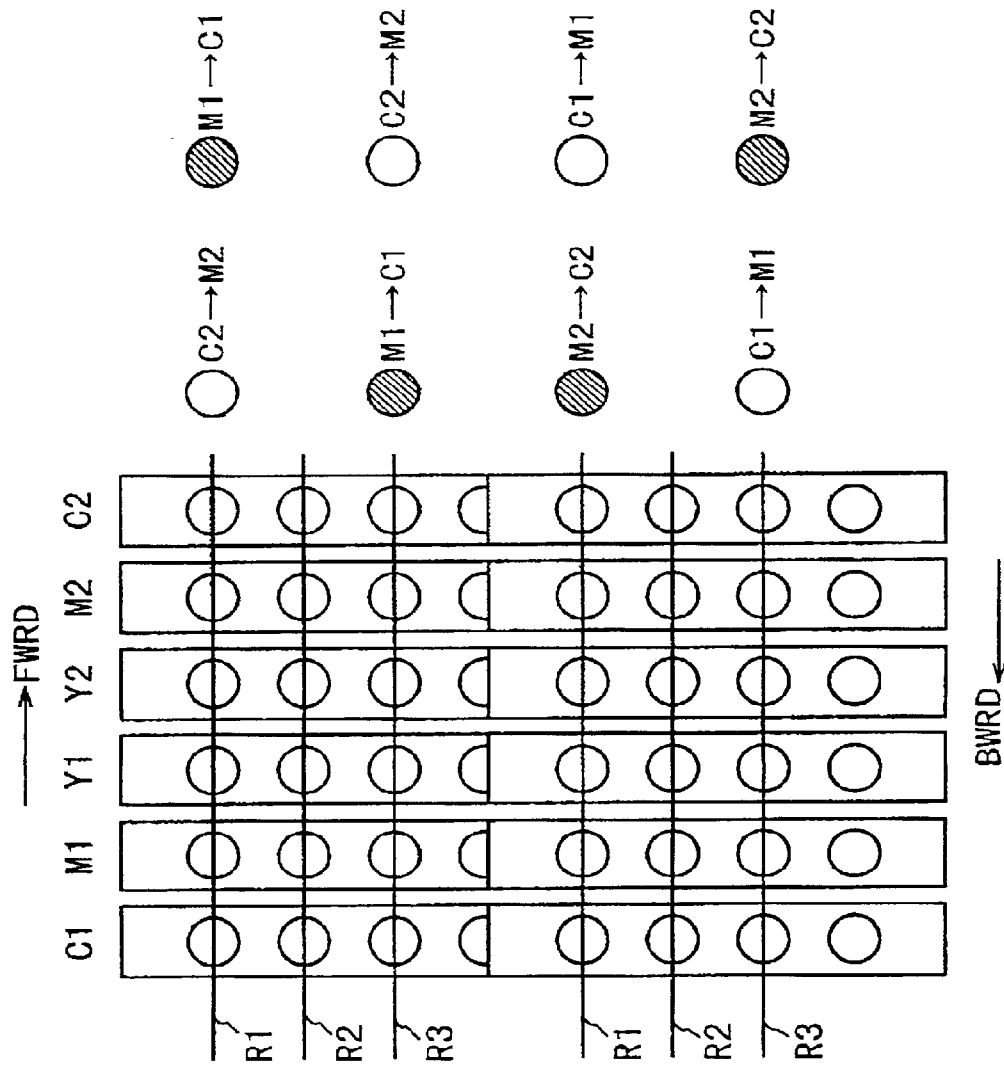 →FWRD
C1 M1 Y1 Y2 M2 C2
R1
C2→M2
M1→C1
R2
R3
M1→C1
C2→M2
R1
M2→C2
C1→M1
R2
R3
C1→M1
M2→C2
BWRD←